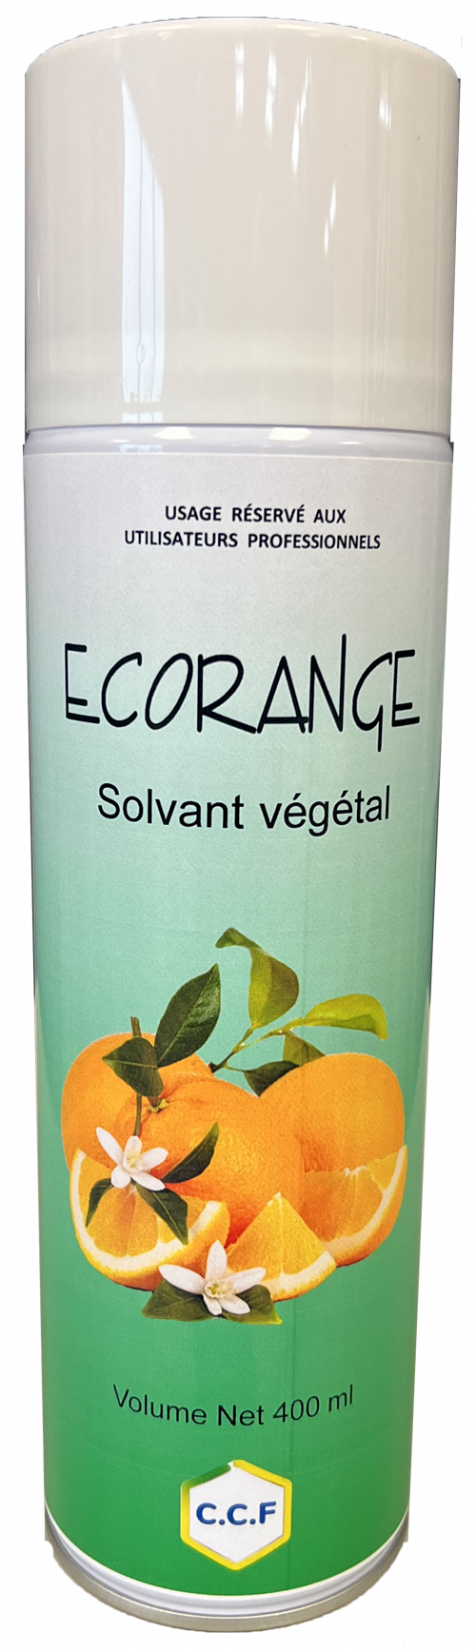 USAGE RÉSERVÉ AUX
UTILISATEURS PROFESSIONNELS
ECORANGE
Solvant végétal
Volume Net 400 ml
C.C.F